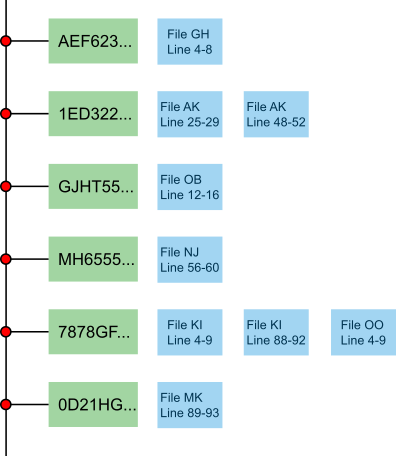 AEF623...
File GH
Line 4-8
1ED322...
File AK
Line 25-29
File AK
Line 48-52
GJHT55...
File OB
Line 12-16
MH6555...
File NJ
Line 56-60
7878GF...
File KI
Line 4-9
File KI
Line 88-92
File OO
Line 4-9
0D21HG...
File MK
Line 89-93